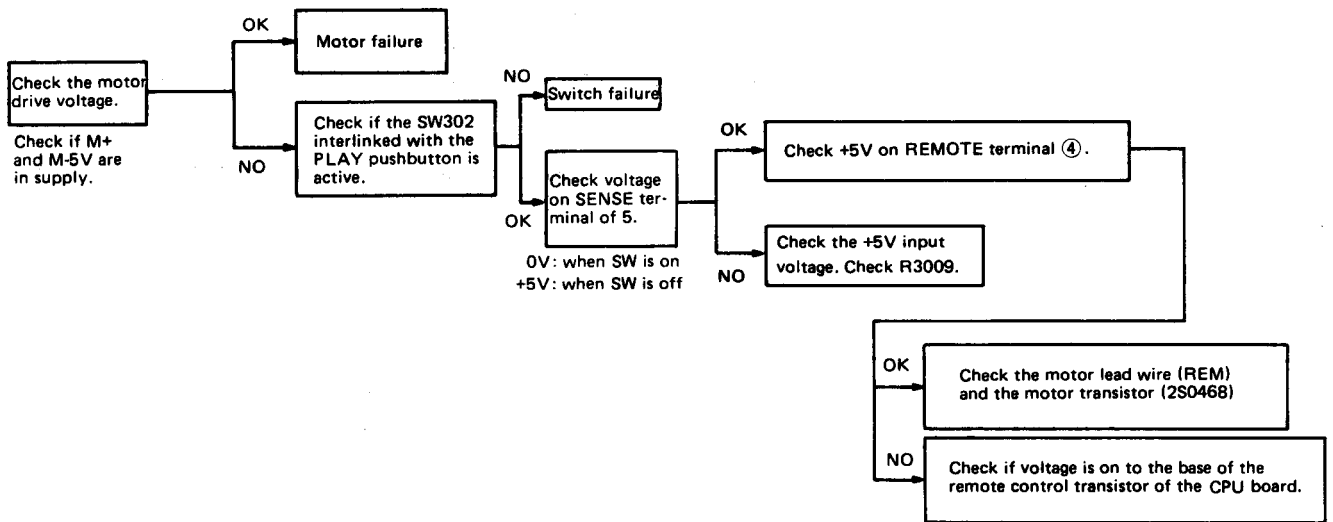 OK
Motor failure
Check the motor
drive voltage.
Check if M+
and M-5V are
in supply.
NO
Check if the SW302
interlinked with the
PLAY pushbutton is
active.
NO
Switch failure
OK
Check voltage
on SENSE ter-
minal of 5.
0V: when SW is on
+5V: when SW is off
OK
Check +5V on REMOTE terminal ④.
NO
Check the +5V input
voltage. Check R3009.
OK
Check the motor lead wire (REM)
and the motor transistor (2S0468)
NO
Check if voltage is on to the base of the
remote control transistor of the CPU board.